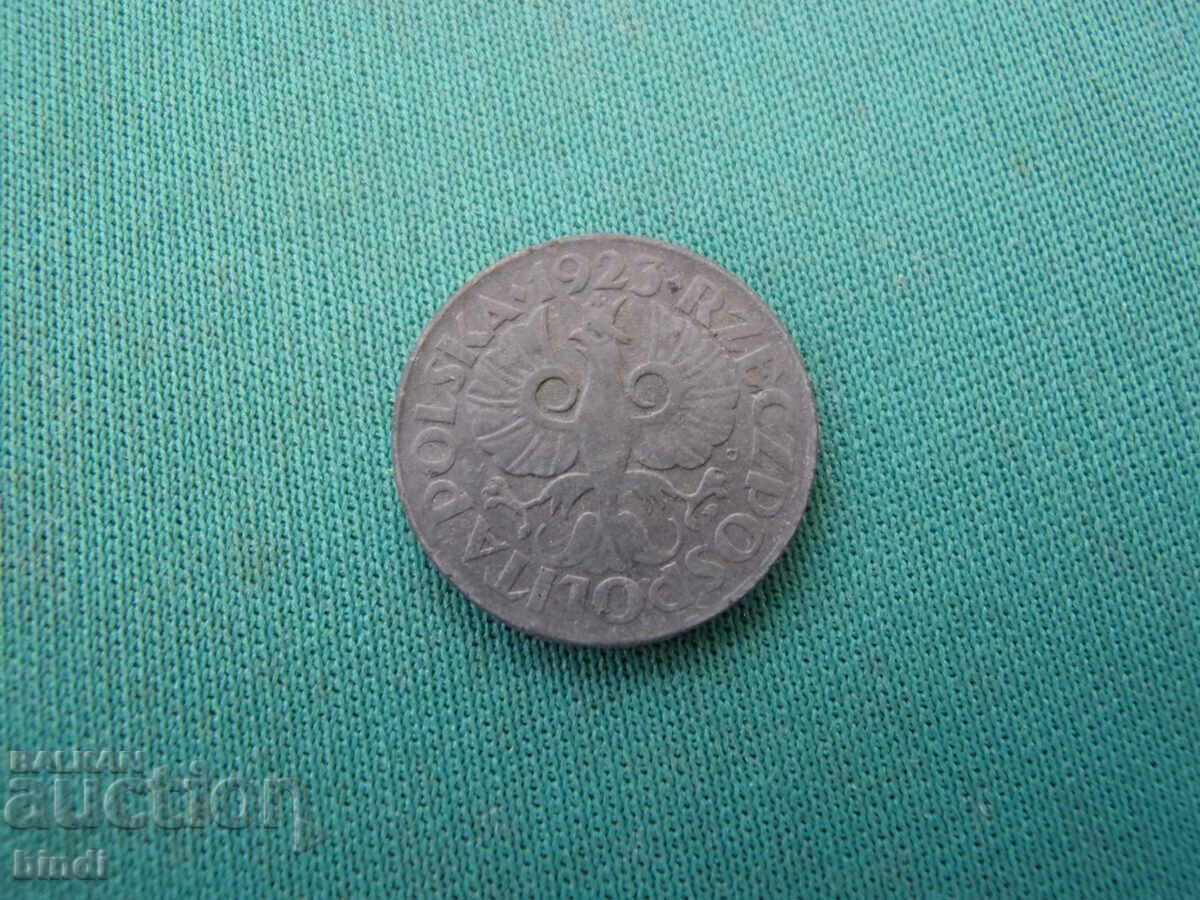 RZECZPOSPOLITA POLSKA · 1923 ·
BALKAN
auction
bindi